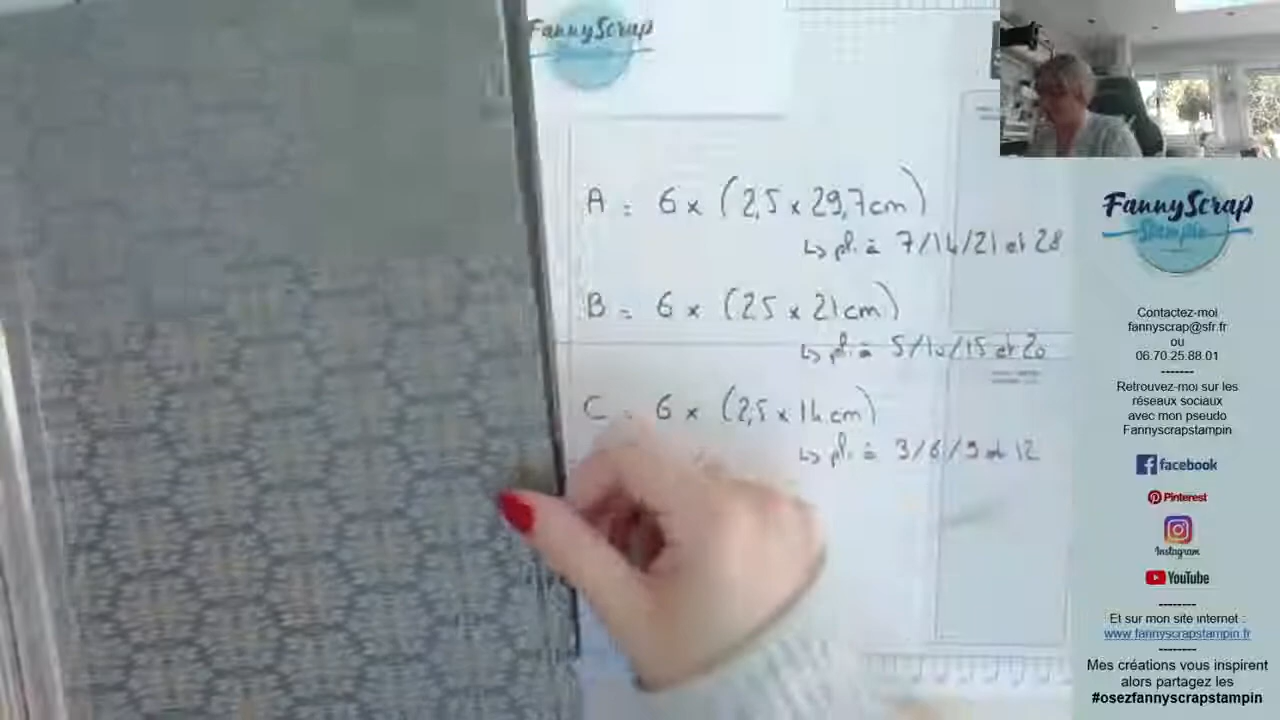 FannyScrap
A = 6 x (2,5 x 29,7cm)
↳ pli à 7/14/21 et 28
B = 6 x (2,5 x 21cm)
↳ pli à 5/10/15 et 20
C = 6 x (2,5 x 14cm)
↳ pli à 3/6/9 et 12
FannyScrap
Stampin
Contactez-moi
fannyscrap@sfr.fr
ou
06.70.25.88.01
-------
Retrouvez-moi sur les
réseaux sociaux
avec mon pseudo
Fannyscrapstampin
facebook
Pinterest
Instagram
YouTube
--------
Et sur mon site internet :
www.fannyscrapstampin.fr
--------
Mes créations vous inspirent
alors partagez les
#osezfannyscrapstampin